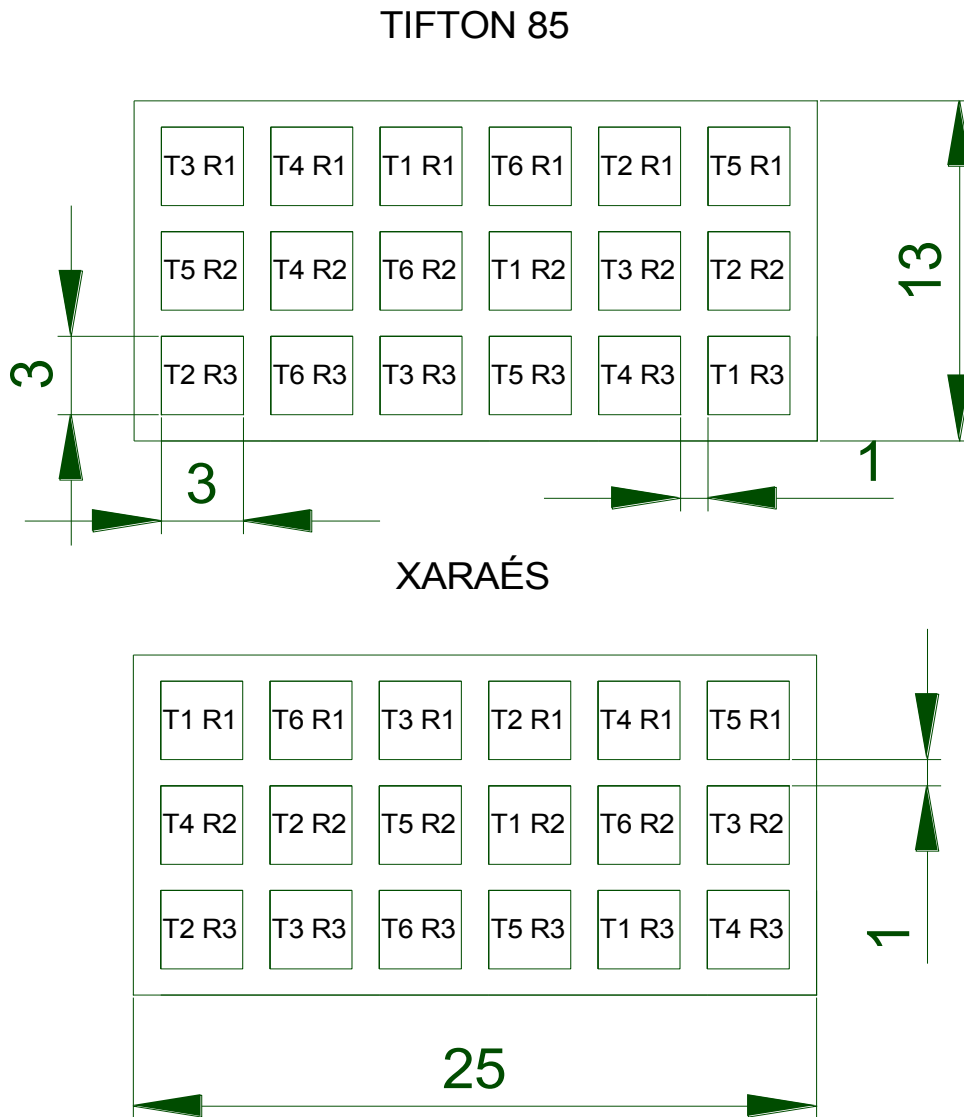 TIFTON 85
T3 R1 T4 R1 T1 R1 T6 R1 T2 R1 T5 R1
T5 R2 T4 R2 T6 R2 T1 R2 T3 R2 T2 R2
13
T2 R3 T6 R3 T3 R3 T5 R3 T4 R3 T1 R3
3
3
1
XARAÉS
T1 R1 T6 R1 T3 R1 T2 R1 T4 R1 T5 R1
T4 R2 T2 R2 T5 R2 T1 R2 T6 R2 T3 R2
T2 R3 T3 R3 T6 R3 T5 R3 T1 R3 T4 R3
1
25